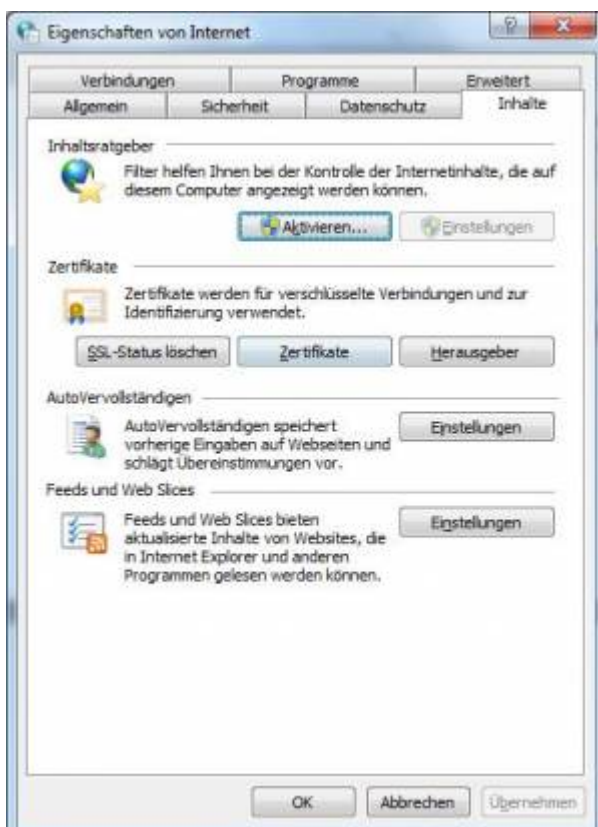 Eigenschaften von Internet
Verbindungen Programme Erweitert
Allgemein Sicherheit Datenschutz Inhalte
Inhaltsratgeber
Filter helfen Ihnen bei der Kontrolle der Internetinhalte, die auf
diesem Computer angezeigt werden können.
Aktivieren... Einstellungen
Zertifikate
Zertifikate werden für verschlüsselte Verbindungen und zur
Identifizierung verwendet.
SSL-Status löschen Zertifikate Herausgeber
AutoVervollständigen
AutoVervollständigen speichert
vorherige Eingaben auf Webseiten und
schlägt Übereinstimmungen vor.
Einstellungen
Feeds und Web Slices
Feeds und Web Slices bieten
aktualisierte Inhalte von Websites, die
in Internet Explorer und anderen
Programmen gelesen werden können.
Einstellungen
OK Abbrechen Übernehmen